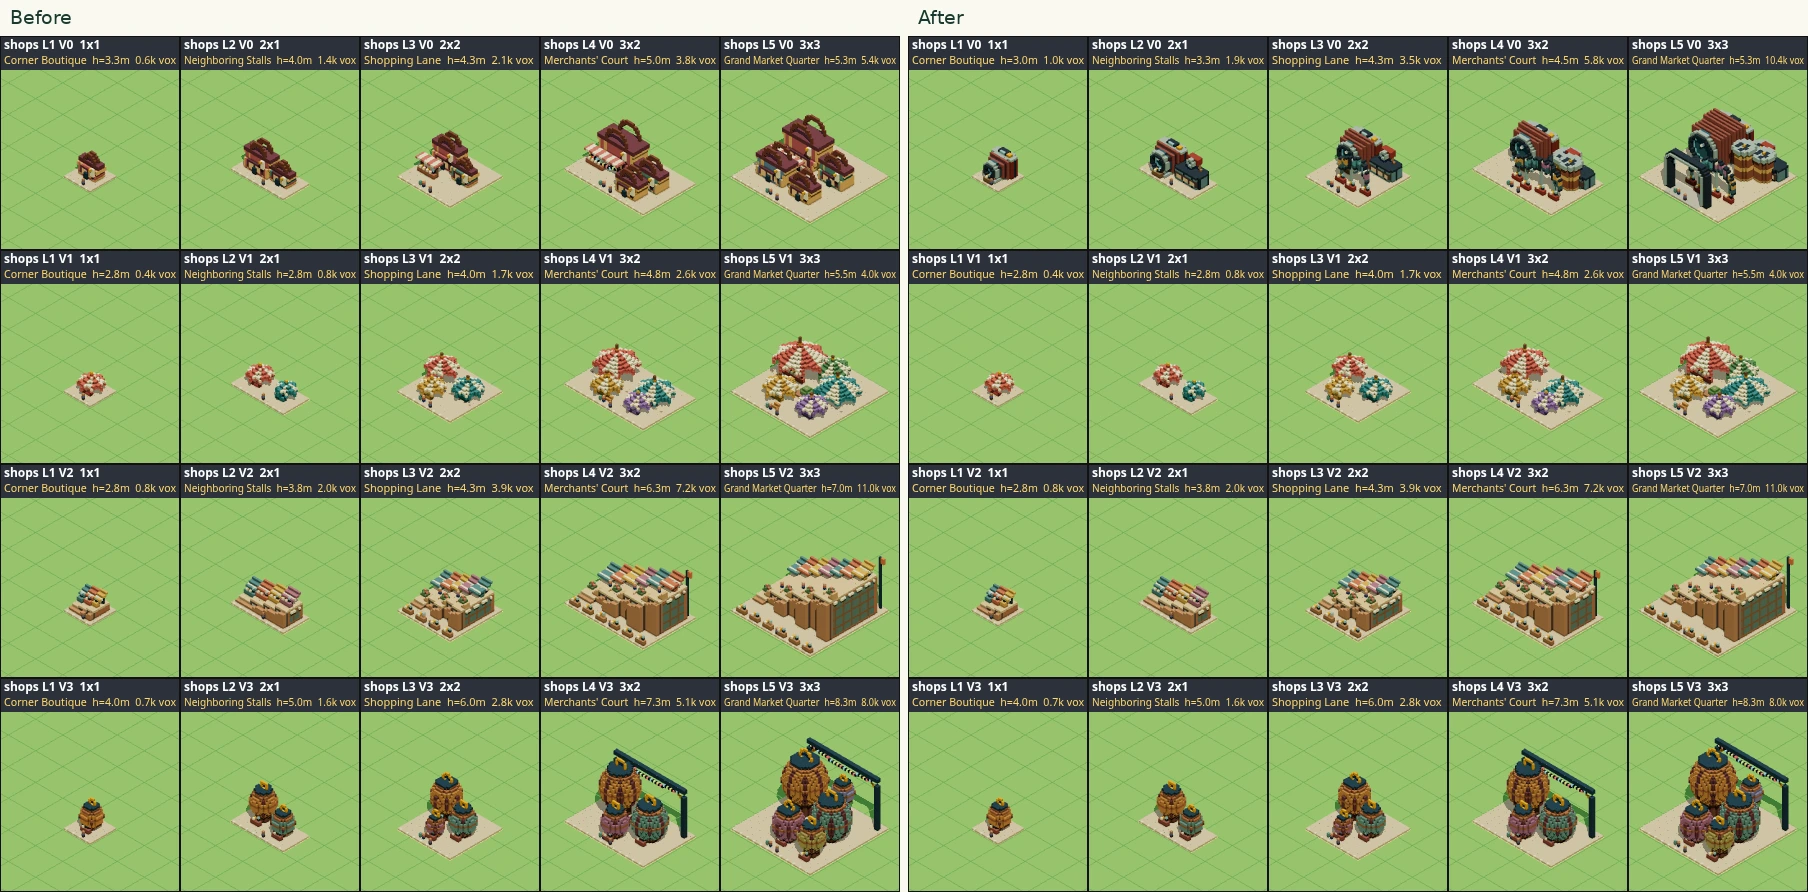 Before
After
shops L1 V0 1x1
Corner Boutique h=3.3m 0.6k vox
shops L2 V0 2x1
Neighboring Stalls h=4.0m 1.4k vox
shops L3 V0 2x2
Shopping Lane h=4.3m 2.1k vox
shops L4 V0 3x2
Merchants' Court h=5.0m 3.8k vox
shops L5 V0 3x3
Grand Market Quarter h=5.3m 5.4k vox
shops L1 V0 1x1
Corner Boutique h=3.0m 1.0k vox
shops L2 V0 2x1
Neighboring Stalls h=3.3m 1.9k vox
shops L3 V0 2x2
Shopping Lane h=4.3m 3.5k vox
shops L4 V0 3x2
Merchants' Court h=4.5m 5.8k vox
shops L5 V0 3x3
Grand Market Quarter h=5.3m 10.4k vox
shops L1 V1 1x1
Corner Boutique h=2.8m 0.4k vox
shops L2 V1 2x1
Neighboring Stalls h=2.8m 0.8k vox
shops L3 V1 2x2
Shopping Lane h=4.0m 1.7k vox
shops L4 V1 3x2
Merchants' Court h=4.8m 2.6k vox
shops L5 V1 3x3
Grand Market Quarter h=5.5m 4.0k vox
shops L1 V1 1x1
Corner Boutique h=2.8m 0.4k vox
shops L2 V1 2x1
Neighboring Stalls h=2.8m 0.8k vox
shops L3 V1 2x2
Shopping Lane h=4.0m 1.7k vox
shops L4 V1 3x2
Merchants' Court h=4.8m 2.6k vox
shops L5 V1 3x3
Grand Market Quarter h=5.5m 4.0k vox
shops L1 V2 1x1
Corner Boutique h=2.8m 0.8k vox
shops L2 V2 2x1
Neighboring Stalls h=3.8m 2.0k vox
shops L3 V2 2x2
Shopping Lane h=4.3m 3.9k vox
shops L4 V2 3x2
Merchants' Court h=6.3m 7.2k vox
shops L5 V2 3x3
Grand Market Quarter h=7.0m 11.0k vox
shops L1 V2 1x1
Corner Boutique h=2.8m 0.8k vox
shops L2 V2 2x1
Neighboring Stalls h=3.8m 2.0k vox
shops L3 V2 2x2
Shopping Lane h=4.3m 3.9k vox
shops L4 V2 3x2
Merchants' Court h=6.3m 7.2k vox
shops L5 V2 3x3
Grand Market Quarter h=7.0m 11.0k vox
shops L1 V3 1x1
Corner Boutique h=4.0m 0.7k vox
shops L2 V3 2x1
Neighboring Stalls h=5.0m 1.6k vox
shops L3 V3 2x2
Shopping Lane h=6.0m 2.8k vox
shops L4 V3 3x2
Merchants' Court h=7.3m 5.1k vox
shops L5 V3 3x3
Grand Market Quarter h=8.3m 8.0k vox
shops L1 V3 1x1
Corner Boutique h=4.0m 0.7k vox
shops L2 V3 2x1
Neighboring Stalls h=5.0m 1.6k vox
shops L3 V3 2x2
Shopping Lane h=6.0m 2.8k vox
shops L4 V3 3x2
Merchants' Court h=7.3m 5.1k vox
shops L5 V3 3x3
Grand Market Quarter h=8.3m 8.0k vox